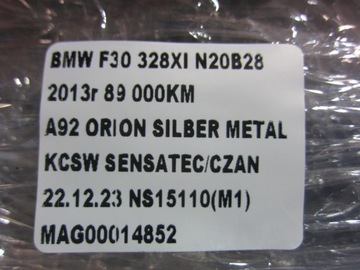 BMW F30 328XI N20B28
2013r 89 000KM
A92 ORION SILBER METAL
KCSW SENSATEC/CZAN
22.12.23 NS15110(M1)
MAG00014852